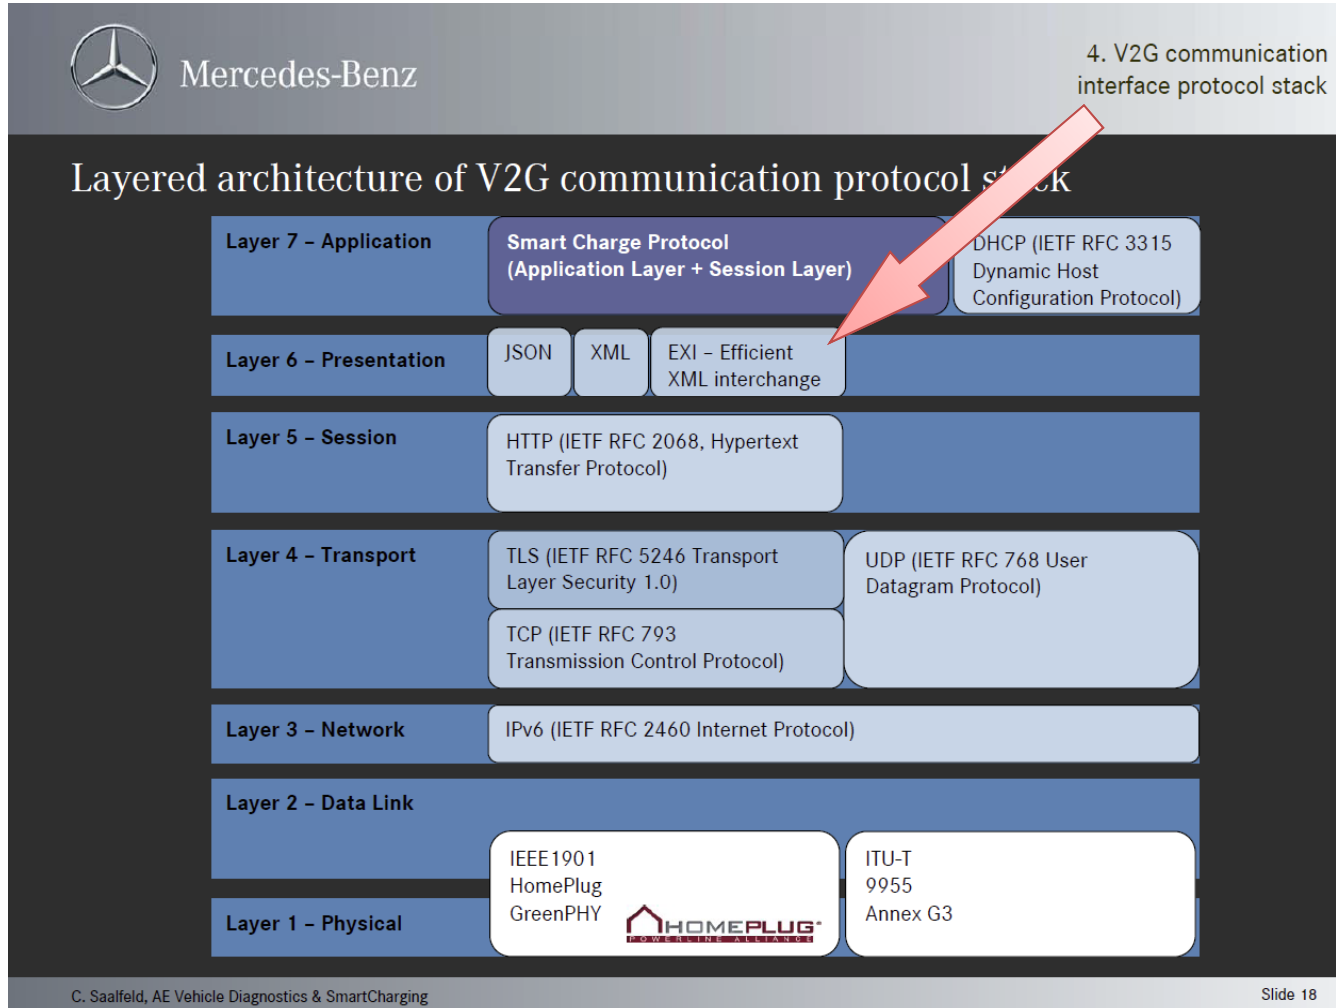 Mercedes-Benz
4. V2G communication
interface protocol stack
Layered architecture of V2G communication protocol stack
Layer 7 – Application
Smart Charge Protocol
(Application Layer + Session Layer)
DHCP (IETF RFC 3315
Dynamic Host
Configuration Protocol)
Layer 6 – Presentation
JSON
XML
EXI – Efficient
XML interchange
Layer 5 – Session
HTTP (IETF RFC 2068, Hypertext
Transfer Protocol)
Layer 4 – Transport
TLS (IETF RFC 5246 Transport
Layer Security 1.0)
UDP (IETF RFC 768 User
Datagram Protocol)
TCP (IETF RFC 793
Transmission Control Protocol)
Layer 3 – Network
IPv6 (IETF RFC 2460 Internet Protocol)
Layer 2 – Data Link
IEEE1901
HomePlug
GreenPHY
HOMEPLUG®
POWERLINE ALLIANCE
ITU-T
9955
Annex G3
Layer 1 – Physical
C. Saalfeld, AE Vehicle Diagnostics & SmartCharging
Slide 18